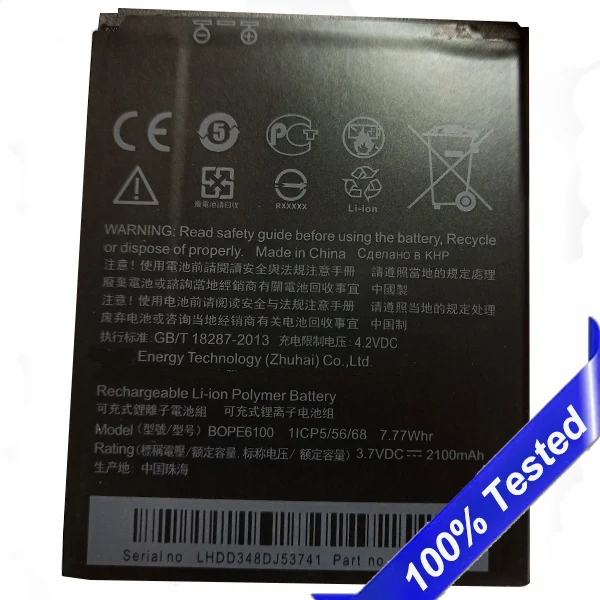 CE 5 PCT
廢電池請回收 RXXXXX Li-ion
WARNING: Read safety guide before using the battery, Recycle
or dispose of properly. Made in China Сделано в КНР
注意!使用電池前請閱讀安全與法規注意手冊 請遵照當地的規定處理
廢棄電池或諮詢當地經銷商有關電池回收事宜 中國製
注意!使用电池前请阅读安全与法规注意手册 请遵照当地的规定处理
废弃电池或咨询当地经销商有关电池回收事宜 中国制
执行标准: GB/T 18287-2013 充电限制电压: 4.2VDC
Energy Technology (Zhuhai) Co.,Ltd.
Rechargeable Li-ion Polymer Battery
可充式鋰離子電池組 可充式锂离子电池组
Model (型號/型号) BOPE6100 1ICP5/56/68 7.77Whr
Rating (標稱電壓/額定容量, 标称电压/额定容量) 3.7VDC⎓2100mAh
生产地: 中国珠海
Serial no LHDD348DJ53741 Part no
100% Tested